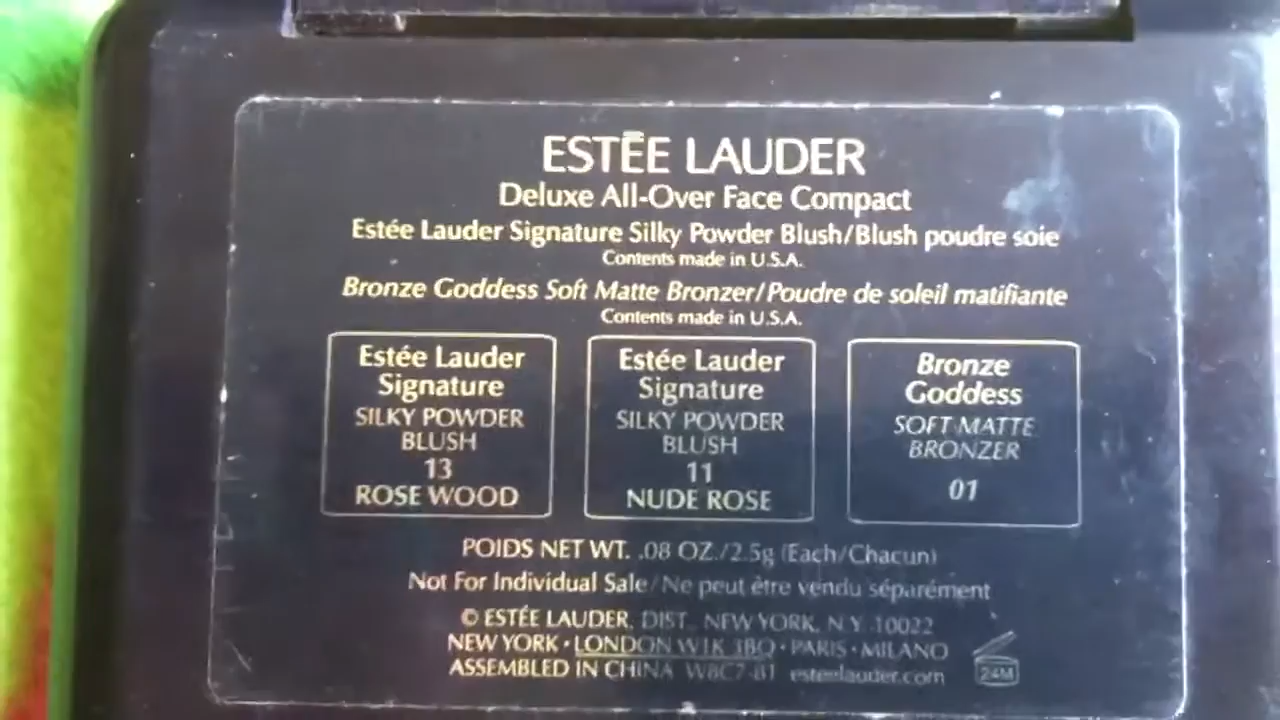 ESTĒE LAUDER
Deluxe All-Over Face Compact
Estée Lauder Signature Silky Powder Blush/Blush poudre soie
Contents made in U.S.A.
Bronze Goddess Soft Matte Bronzer/Poudre de soleil matifiante
Contents made in U.S.A.
Estée Lauder
Signature
SILKY POWDER
BLUSH
13
ROSE WOOD
Estée Lauder
Signature
SILKY POWDER
BLUSH
11
NUDE ROSE
Bronze
Goddess
SOFT MATTE
BRONZER
01
POIDS NET WT. .08 OZ./2.5g (Each/Chacun)
Not For Individual Sale/Ne peut être vendu séparément
© ESTÉE LAUDER, DIST. NEW YORK, N.Y. 10022
NEW YORK • LONDON W1K 3BQ • PARIS • MILANO
ASSEMBLED IN CHINA W8C7-81 esteelauder.com
24M